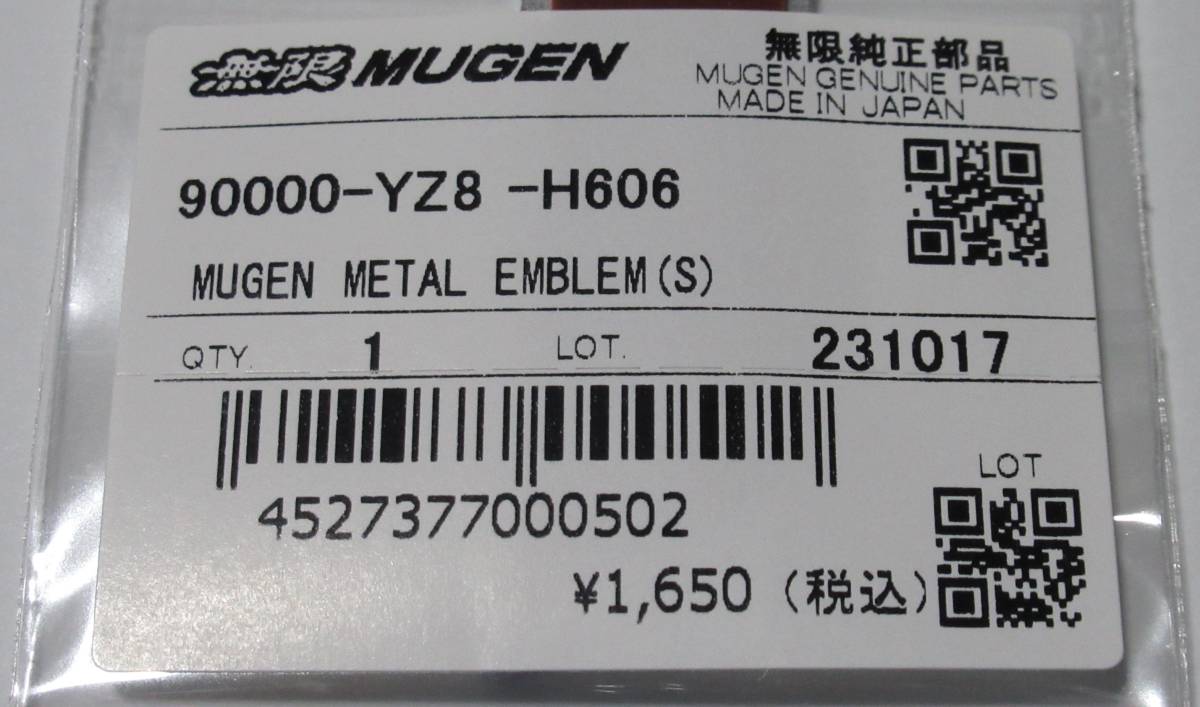 無限 MUGEN
無限純正部品
MUGEN GENUINE PARTS
MADE IN JAPAN
90000-YZ8 -H606
MUGEN METAL EMBLEM(S)
QTY. 1 LOT. 231017
4527377000502
LOT
¥1,650 (税込)